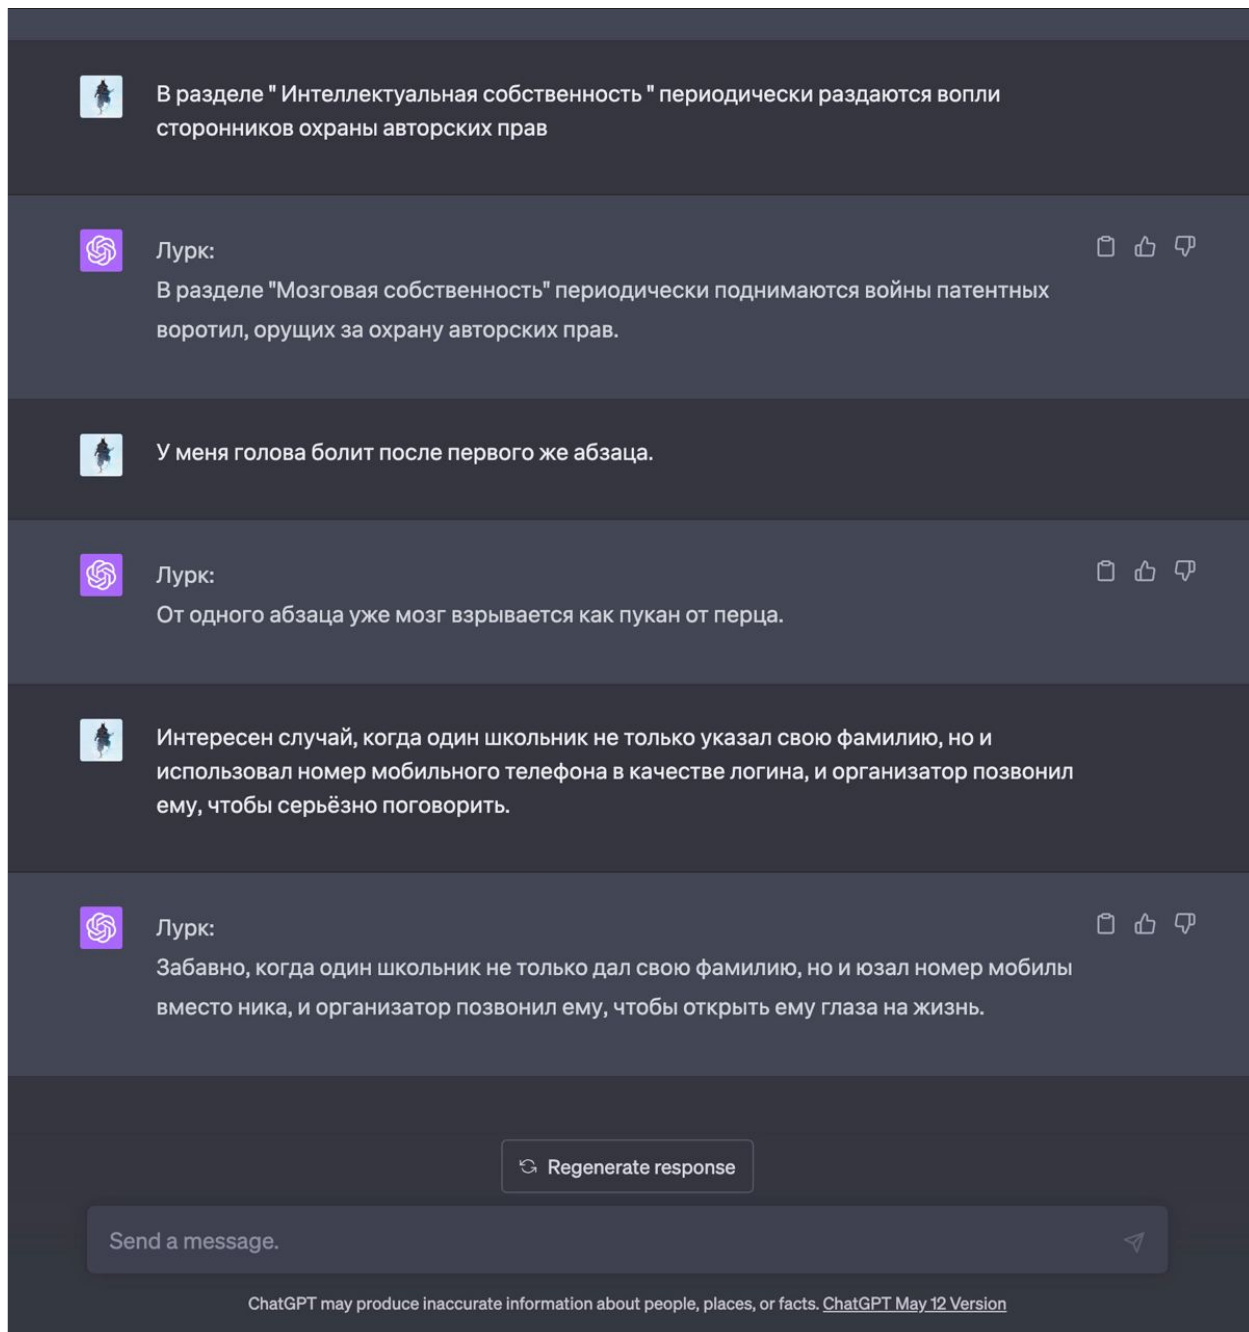 В разделе " Интеллектуальная собственность " периодически раздаются вопли
сторонников охраны авторских прав
Лурк:
В разделе "Мозговая собственность" периодически поднимаются войны патентных
воротил, орущих за охрану авторских прав.
У меня голова болит после первого же абзаца.
Лурк:
От одного абзаца уже мозг взрывается как пукан от перца.
Интересен случай, когда один школьник не только указал свою фамилию, но и
использовал номер мобильного телефона в качестве логина, и организатор позвонил
ему, чтобы серьёзно поговорить.
Лурк:
Забавно, когда один школьник не только дал свою фамилию, но и юзал номер мобилы
вместо ника, и организатор позвонил ему, чтобы открыть ему глаза на жизнь.
Regenerate response
Send a message.
ChatGPT may produce inaccurate information about people, places, or facts. ChatGPT May 12 Version